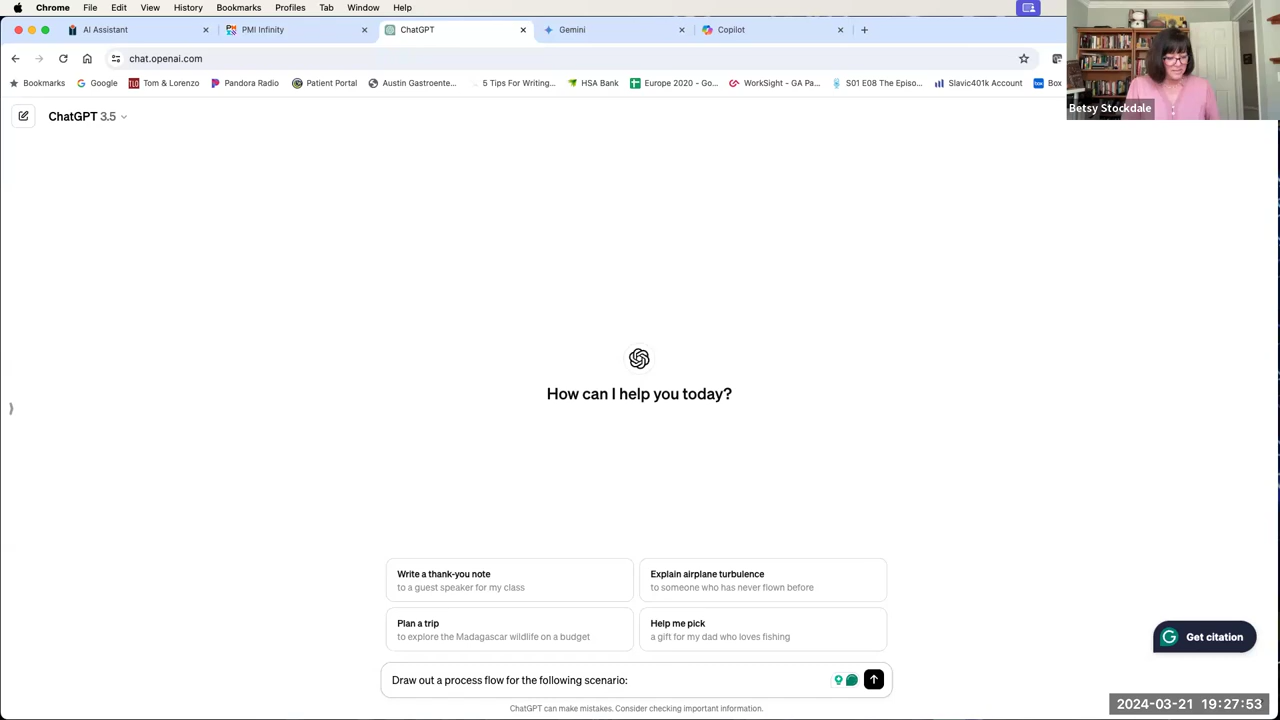 Chrome File Edit View History Bookmarks Profiles Tab Window Help
AI Assistant PMI Infinity ChatGPT Gemini Copilot
chat.openai.com
Bookmarks Google Tom & Lorenzo Pandora Radio Patient Portal Austin Gastroente... 5 Tips For Writing... HSA Bank Europe 2020 - Go... WorkSight - GA Pa... S01 E08 The Episo... Slavic401k Account Box
ChatGPT 3.5
Betsy Stockdale
How can I help you today?
Write a thank-you note
to a guest speaker for my class
Explain airplane turbulence
to someone who has never flown before
Plan a trip
to explore the Madagascar wildlife on a budget
Help me pick
a gift for my dad who loves fishing
Get citation
Draw out a process flow for the following scenario:
ChatGPT can make mistakes. Consider checking important information.
2024-03-21 19:27:53